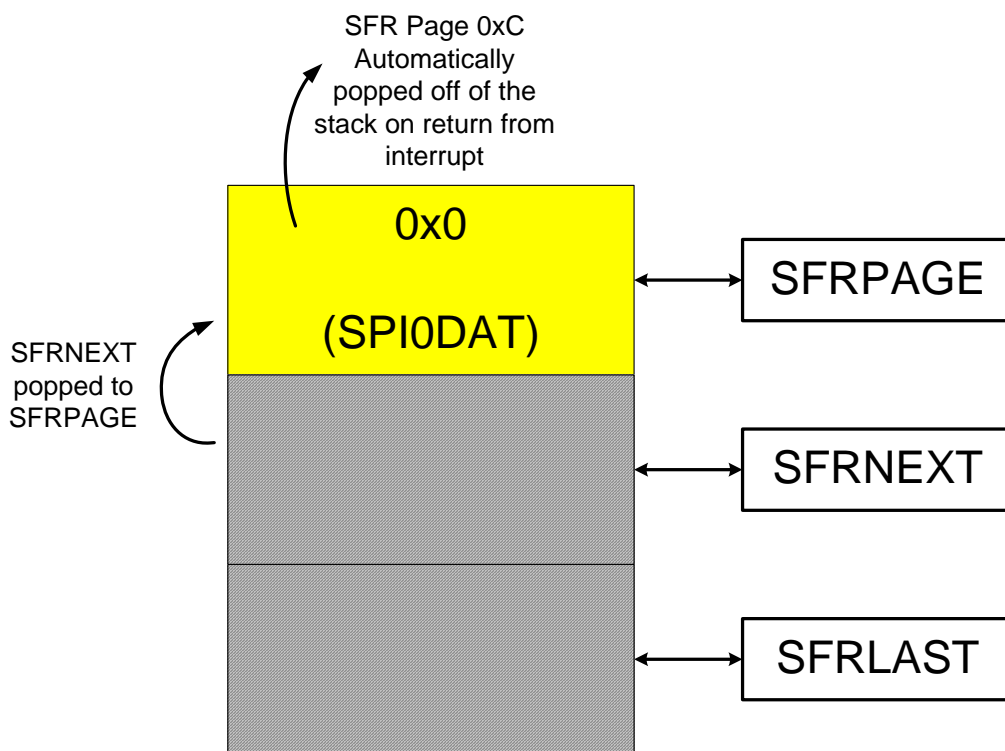 SFR Page 0xC
Automatically
popped off of the
stack on return from
interrupt
0x0
(SPI0DAT)
SFRPAGE
SFRNEXT
popped to
SFRPAGE
SFRNEXT
SFRLAST